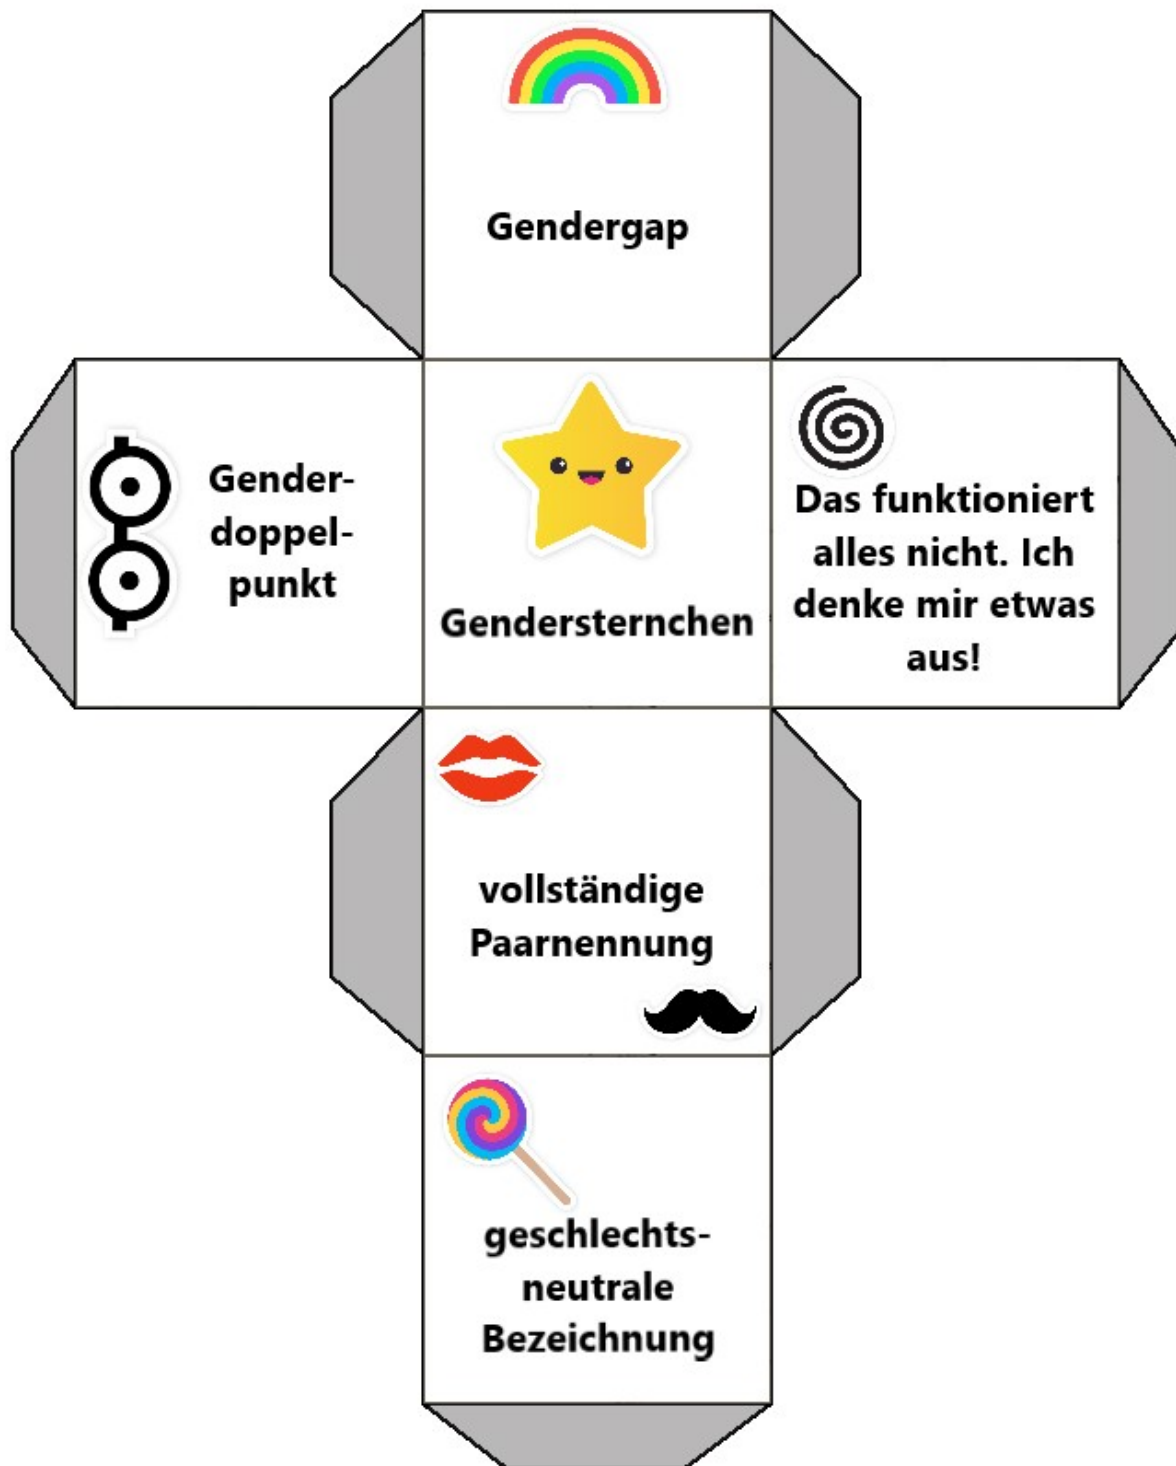 Gendergap
Gender-
doppel-
punkt
Gendersternchen
Das funktioniert
alles nicht. Ich
denke mir etwas
aus!
vollständige
Paarnennung
geschlechts-
neutrale
Bezeichnung